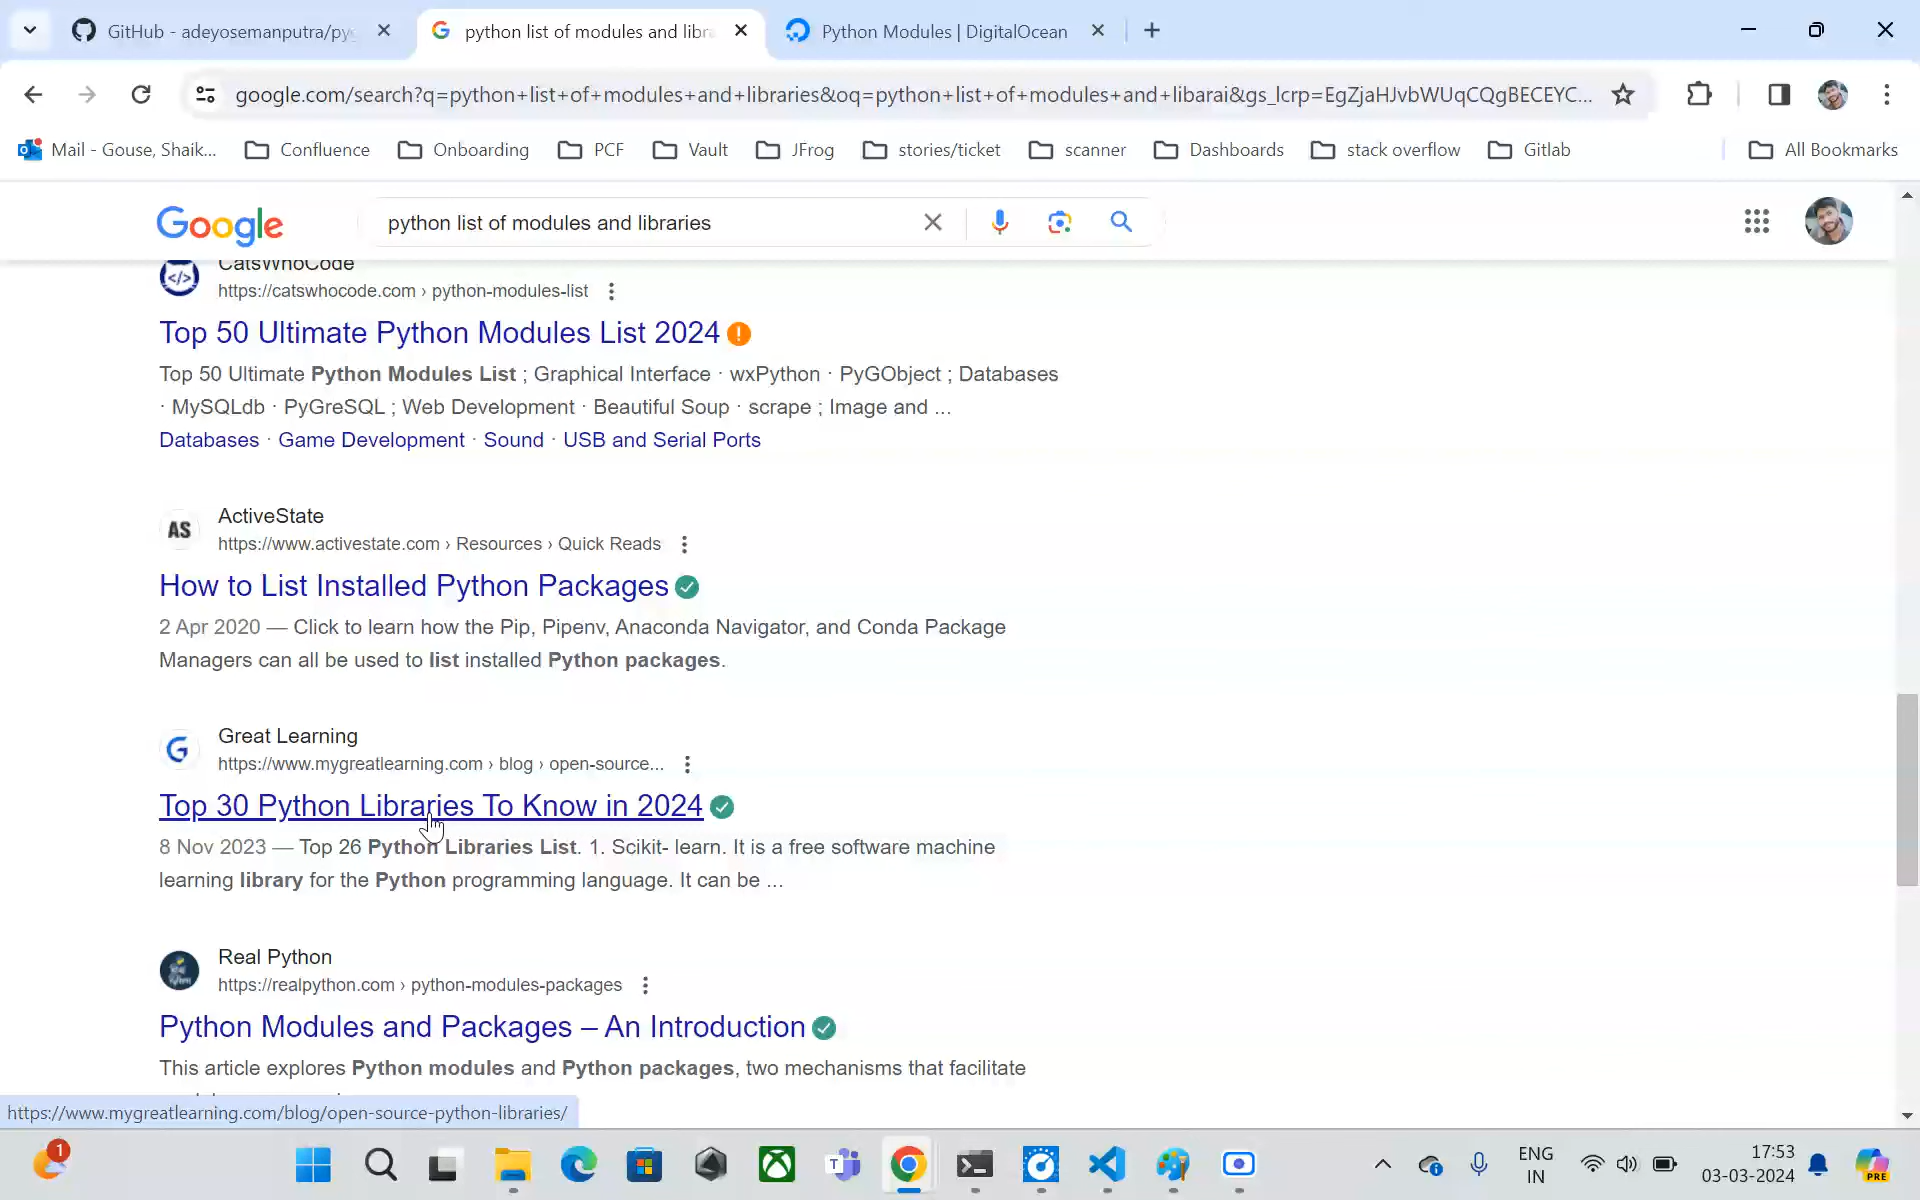 GitHub - adeyosemanputra/pyg
python list of modules and libra
Python Modules | DigitalOcean
google.com/search?q=python+list+of+modules+and+libraries&oq=python+list+of+modules+and+libarai&gs_lcrp=EgZjaHJvbWUqCQgBECEYC...
Mail - Gouse, Shaik...
Confluence
Onboarding
PCF
Vault
JFrog
stories/ticket
scanner
Dashboards
stack overflow
Gitlab
All Bookmarks
Google
python list of modules and libraries
CatsWhoCode
https://catswhocode.com › python-modules-list
Top 50 Ultimate Python Modules List 2024
Top 50 Ultimate Python Modules List ; Graphical Interface · wxPython · PyGObject ; Databases
· MySQLdb · PyGreSQL ; Web Development · Beautiful Soup · scrape ; Image and ...
Databases · Game Development · Sound · USB and Serial Ports
AS
ActiveState
https://www.activestate.com › Resources › Quick Reads
How to List Installed Python Packages
2 Apr 2020 — Click to learn how the Pip, Pipenv, Anaconda Navigator, and Conda Package
Managers can all be used to list installed Python packages.
Great Learning
https://www.mygreatlearning.com › blog › open-source...
Top 30 Python Libraries To Know in 2024
8 Nov 2023 — Top 26 Python Libraries List. 1. Scikit- learn. It is a free software machine
learning library for the Python programming language. It can be ...
Real Python
https://realpython.com › python-modules-packages
Python Modules and Packages – An Introduction
This article explores Python modules and Python packages, two mechanisms that facilitate
https://www.mygreatlearning.com/blog/open-source-python-libraries/
1
ENG
IN
17:53
03-03-2024
PRE